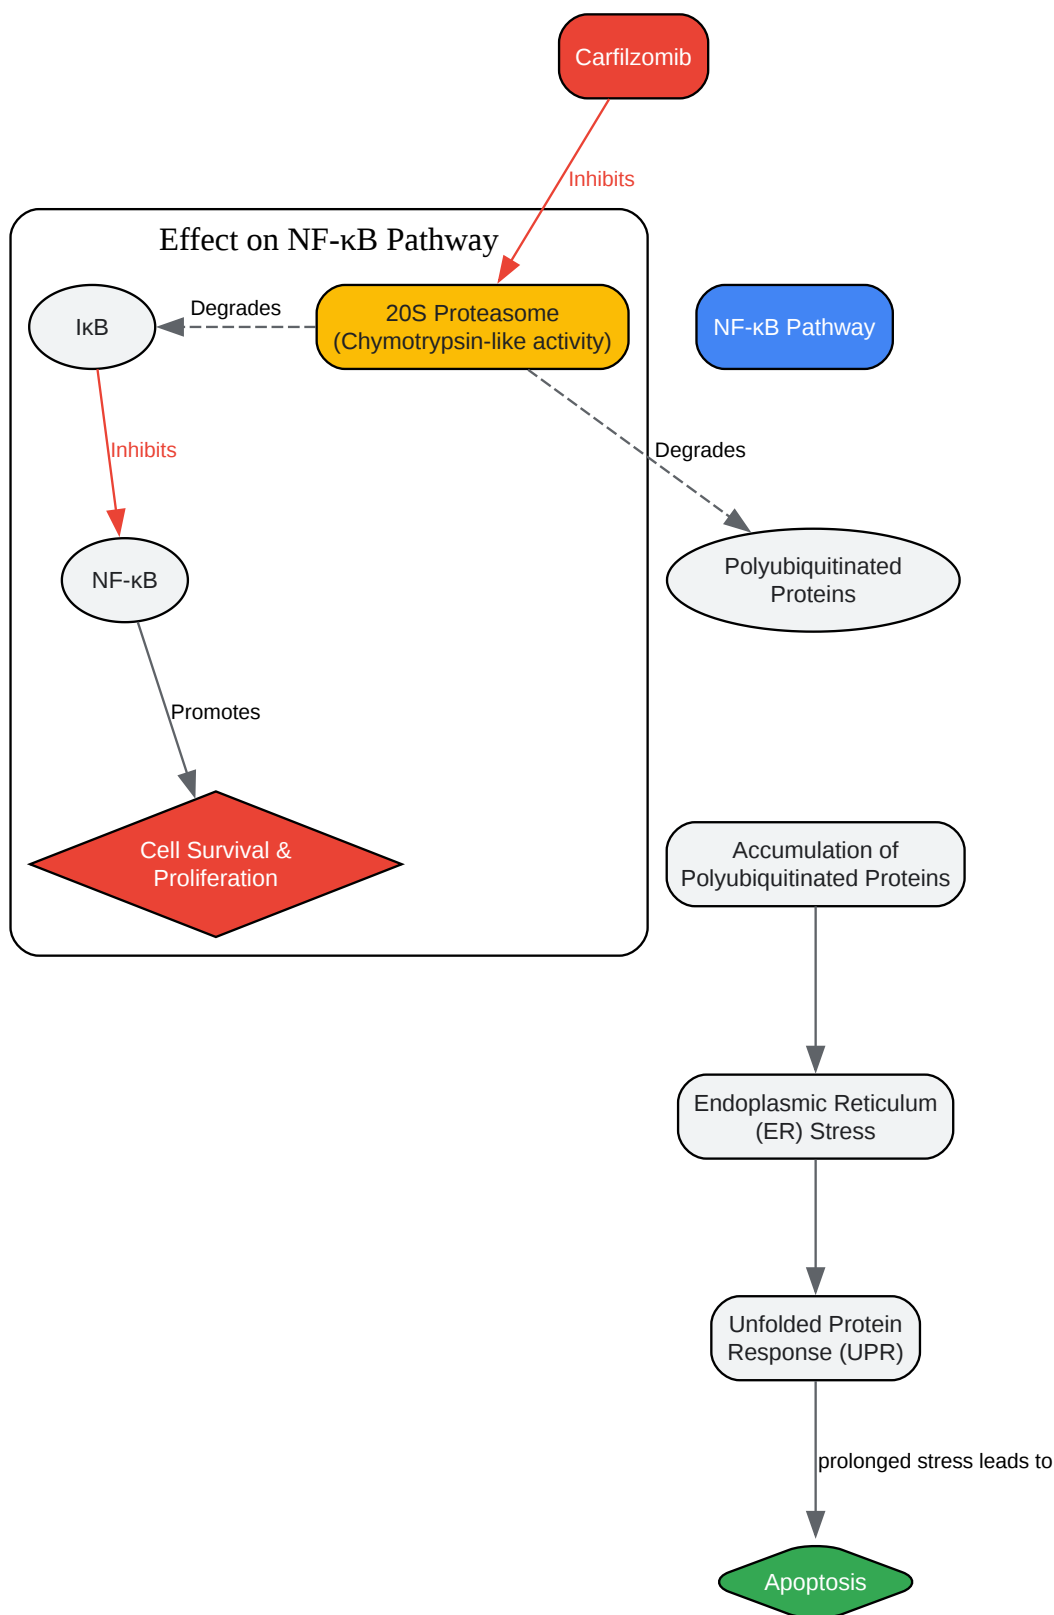 Carfilzomib
Inhibits
Effect on NF-κB Pathway
IκB
Degrades
20S Proteasome
(Chymotrypsin-like activity)
NF-κB Pathway
Inhibits
Degrades
NF-κB
Polyubiquitinated
Proteins
Promotes
Cell Survival &
Proliferation
Accumulation of
Polyubiquitinated Proteins
Endoplasmic Reticulum
(ER) Stress
Unfolded Protein
Response (UPR)
prolonged stress leads to
Apoptosis